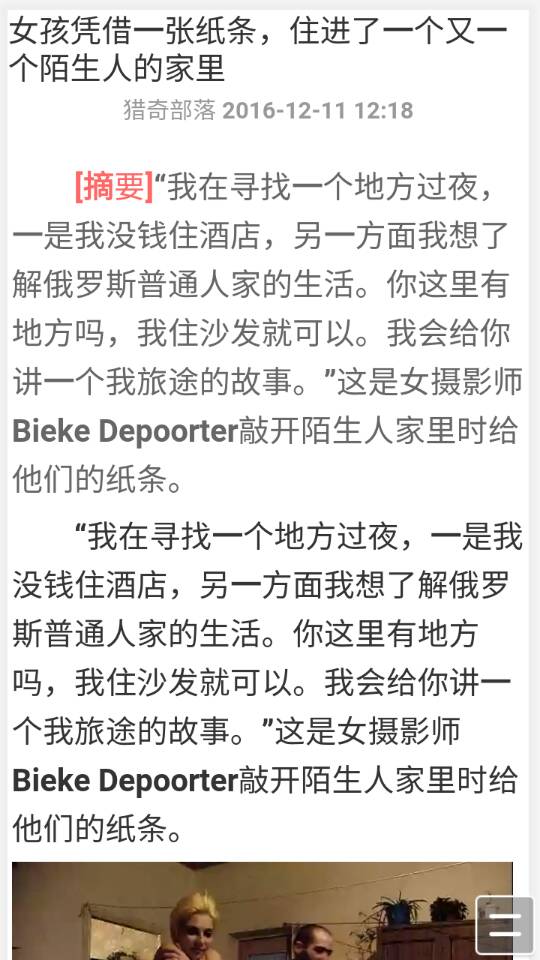 女孩凭借一张纸条，住进了一个又一
个陌生人的家里
猎奇部落 2016-12-11 12:18
[摘要]“我在寻找一个地方过夜，
一是我没钱住酒店，另一方面我想了
解俄罗斯普通人家的生活。你这里有
地方吗，我住沙发就可以。我会给你
讲一个我旅途的故事。”这是女摄影师
Bieke Depoorter敲开陌生人家里时给
他们的纸条。
“我在寻找一个地方过夜，一是我
没钱住酒店，另一方面我想了解俄罗
斯普通人家的生活。你这里有地方
吗，我住沙发就可以。我会给你讲一
个我旅途的故事。”这是女摄影师
Bieke Depoorter敲开陌生人家里时给
他们的纸条。